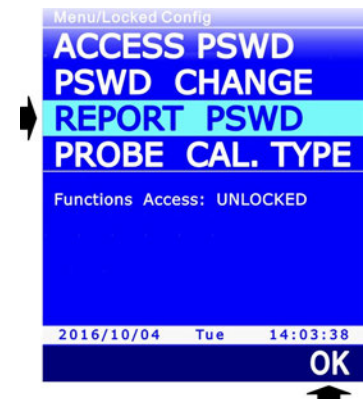 Menu/Locked Config
ACCESS PSWD
PSWD CHANGE
REPORT PSWD
PROBE CAL. TYPE
Functions Access: UNLOCKED
2016/10/04 Tue 14:03:38
OK